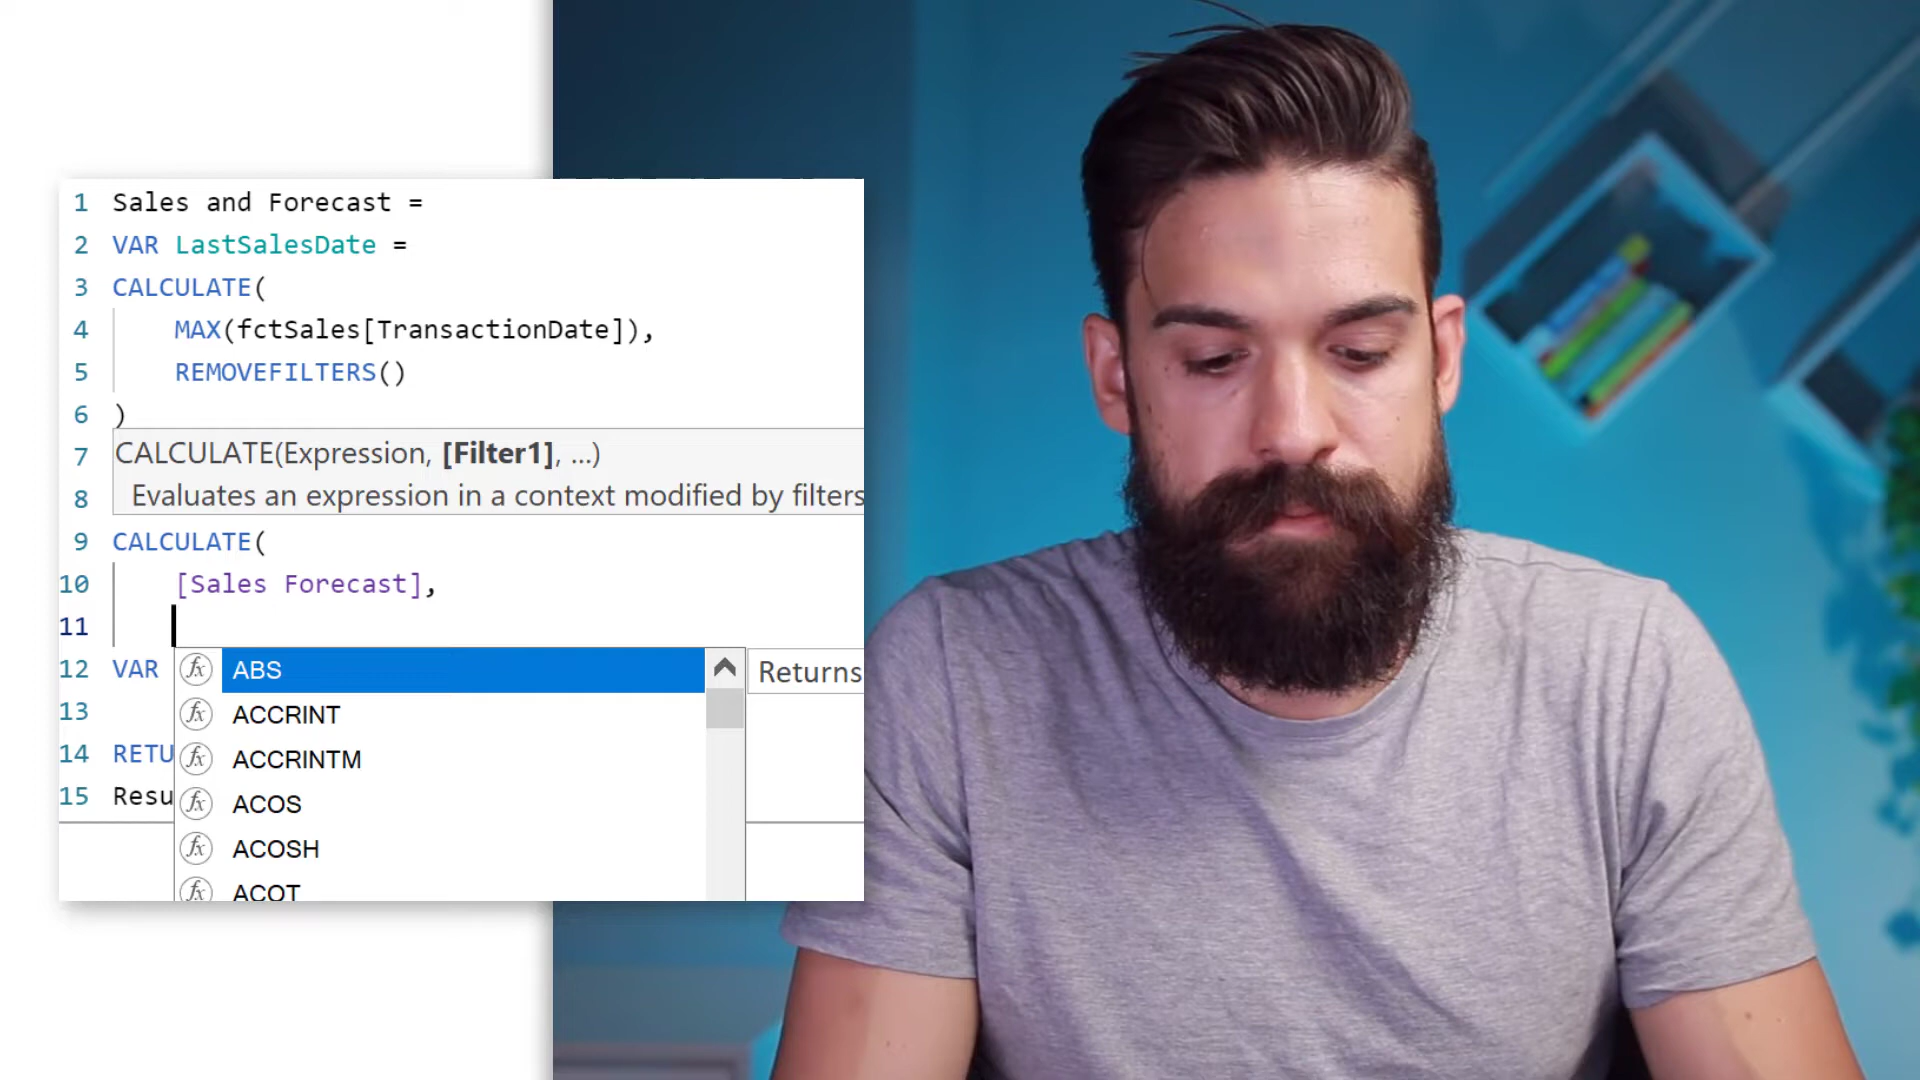 1 Sales and Forecast =
2 VAR LastSalesDate =
3 CALCULATE(
4 MAX(fctSales[TransactionDate]),
5 REMOVEFILTERS()
6 )
7 CALCULATE(Expression, [Filter1], ...)
8 Evaluates an expression in a context modified by filters
9 CALCULATE(
10 [Sales Forecast],
11
12 VAR ABS Returns
13 ACCRINT
14 RETU ACCRINTM
15 Resu ACOS
ACOSH
ACOT